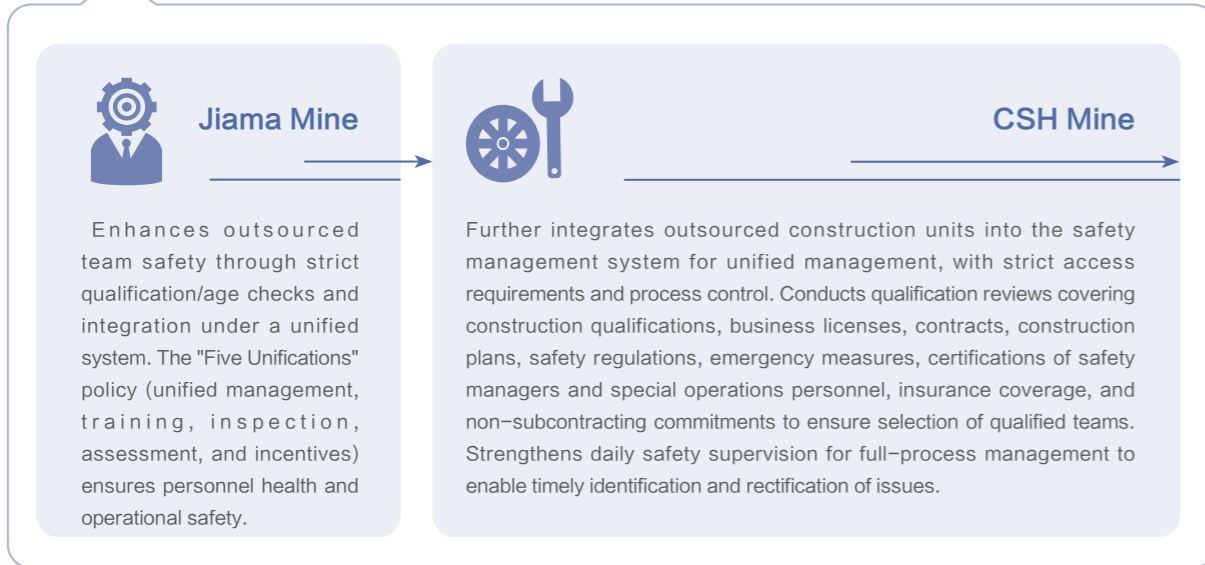 Jiama Mine
Enhances outsourced
team safety through strict
qualification/age checks and
integration under a unified
system. The "Five Unifications"
policy (unified management,
training, inspection,
assessment, and incentives)
ensures personnel health and
operational safety.
CSH Mine
Further integrates outsourced construction units into the safety
management system for unified management, with strict access
requirements and process control. Conducts qualification reviews covering
construction qualifications, business licenses, contracts, construction
plans, safety regulations, emergency measures, certifications of safety
managers and special operations personnel, insurance coverage, and
non-subcontracting commitments to ensure selection of qualified teams.
Strengthens daily safety supervision for full-process management to
enable timely identification and rectification of issues.